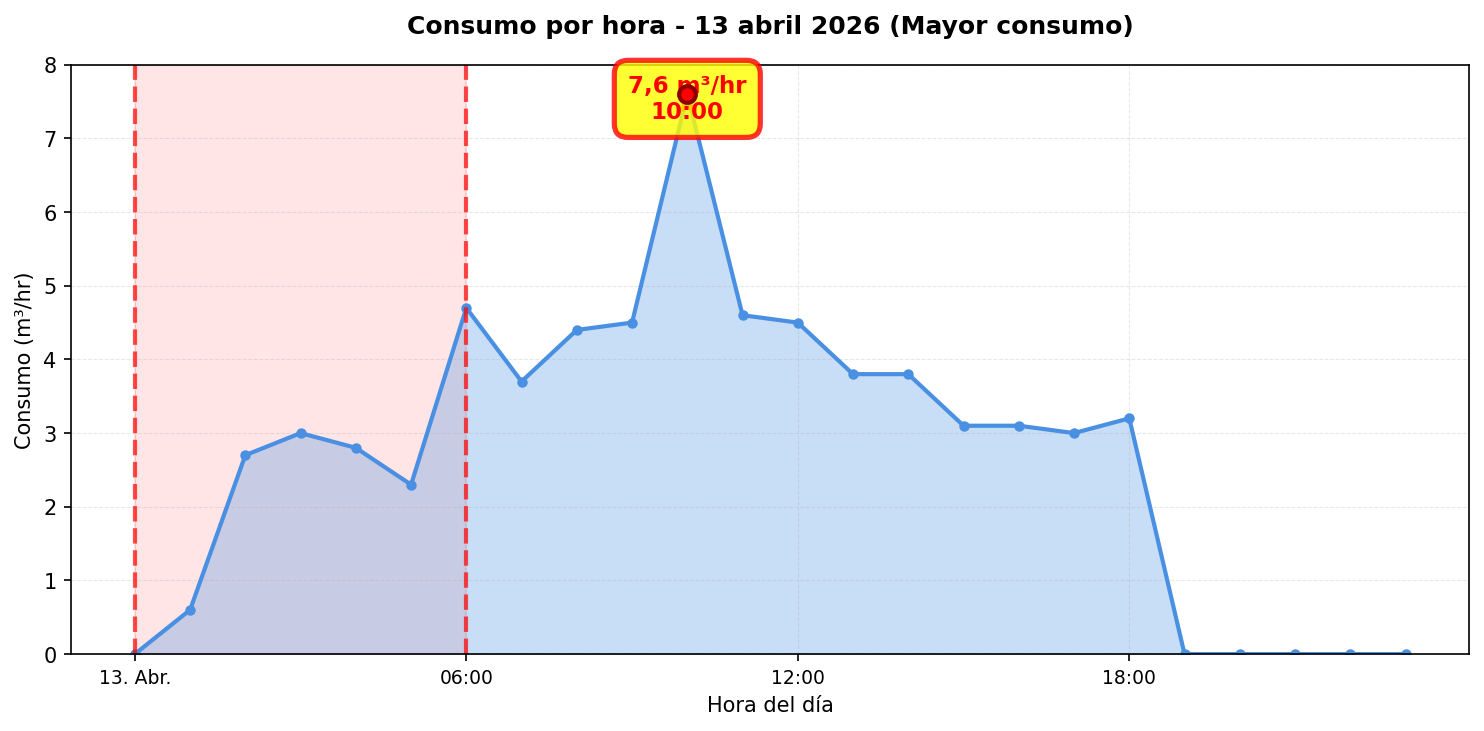 Consumo por hora - 13 abril 2026 (Mayor consumo)
7,6 m³/hr
10:00
Consumo (m³/hr)
8
7
6
5
4
3
2
1
0
13. Abr.
06:00
12:00
18:00
Hora del día